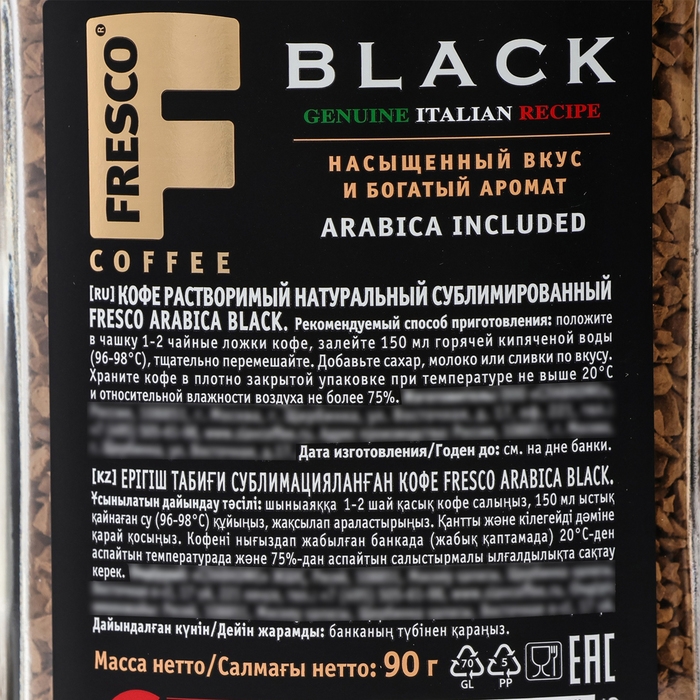 FRESCO®
COFFEE
BLACK
GENUINE ITALIAN RECIPE
НАСЫЩЕННЫЙ ВКУС
И БОГАТЫЙ АРОМАТ
ARABICA INCLUDED
[RU] КОФЕ РАСТВОРИМЫЙ НАТУРАЛЬНЫЙ СУБЛИМИРОВАННЫЙ
FRESCO ARABICA BLACK. Рекомендуемый способ приготовления: положите
в чашку 1-2 чайные ложки кофе, залейте 150 мл горячей кипяченой воды
(96-98°C), тщательно перемешайте. Добавьте сахар, молоко или сливки по вкусу.
Храните кофе в плотно закрытой упаковке при температуре не выше 20°C
и относительной влажности воздуха не более 75%.
Дата изготовления/Годен до: см. на дне банки.
[KZ] ЕРІГІШ ТАБИҒИ СУБЛИМАЦИЯЛАНҒАН КОФЕ FRESCO ARABICA BLACK.
Ұсынылатын дайындау тәсілі: шыныаяққа 1-2 шай қасық кофе салыңыз, 150 мл ыстық
қайнаған су (96-98°C) құйыңыз, жақсылап араластырыңыз. Қантты және кілегейді дәміне
қарай қосыңыз. Кофені нығыздап жабылған банкада (жабық қаптамада) 20°C-ден
аспайтын температурада және 75%-дан аспайтын салыстырмалы ылғалдылықта сақтау
керек.
Дайындалған күнін/Дейін жарамды: банканың түбінен қараңыз.
Масса нетто/Салмағы нетто: 90 г
70
GL
5
PP
EAC